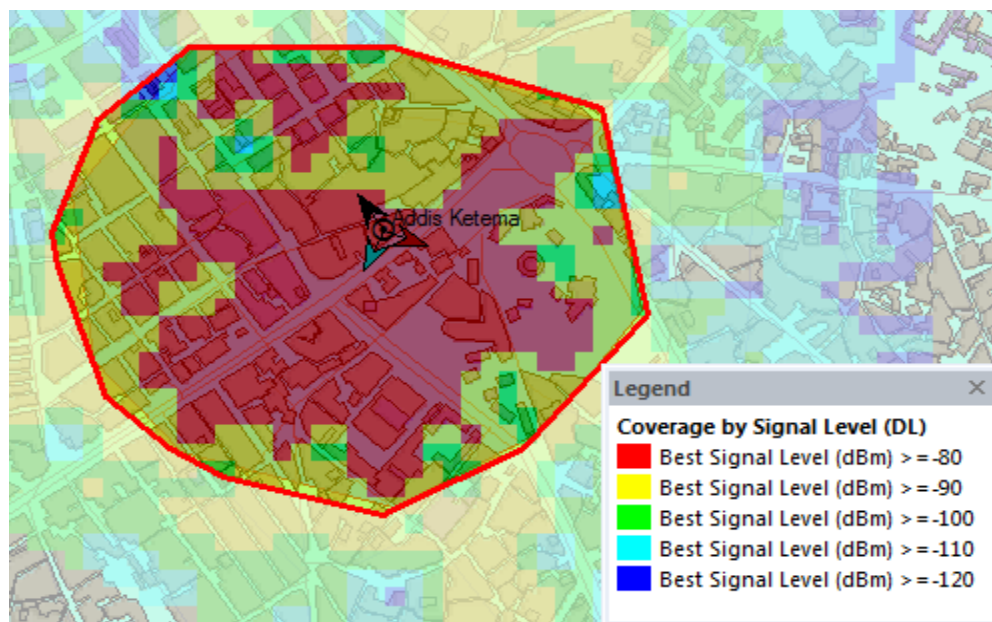 Addis Ketema
Legend
Coverage by Signal Level (DL)
Best Signal Level (dBm) >=-80
Best Signal Level (dBm) >=-90
Best Signal Level (dBm) >=-100
Best Signal Level (dBm) >=-110
Best Signal Level (dBm) >=-120